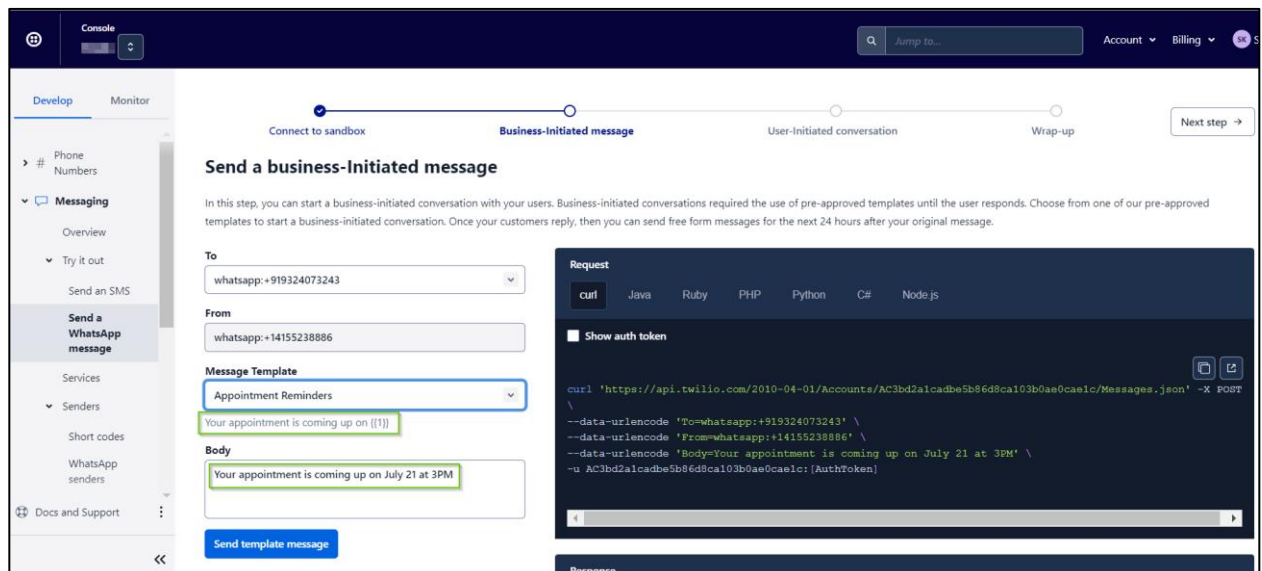 Console
Jump to...
Account
Billing
SK
S
Develop
Monitor
Connect to sandbox
Business-Initiated message
User-Initiated conversation
Wrap-up
Next step →
# Phone
Numbers
Messaging
Overview
Try it out
Send an SMS
Send a
WhatsApp
message
Services
Senders
Short codes
WhatsApp
senders
Docs and Support
Send a business-Initiated message
In this step, you can start a business-initiated conversation with your users. Business-initiated conversations required the use of pre-approved templates until the user responds. Choose from one of our pre-approved
templates to start a business-initiated conversation. Once your customers reply, then you can send free form messages for the next 24 hours after your original message.
To
whatsapp:+919324073243
From
whatsapp:+14155238886
Message Template
Appointment Reminders
Your appointment is coming up on {{1}}
Body
Your appointment is coming up on July 21 at 3PM
Send template message
Request
curl Java Ruby PHP Python C# Node.js
Show auth token
curl 'https://api.twilio.com/2010-04-01/Accounts/AC3bd2a1cadbe5b86d8ca103b0ae0cae1c/Messages.json' -X POST
\
--data-urlencode 'To=whatsapp:+919324073243' \
--data-urlencode 'From=whatsapp:+14155238886' \
--data-urlencode 'Body=Your appointment is coming up on July 21 at 3PM' \
-u AC3bd2a1cadbe5b86d8ca103b0ae0cae1c:[AuthToken]
Response